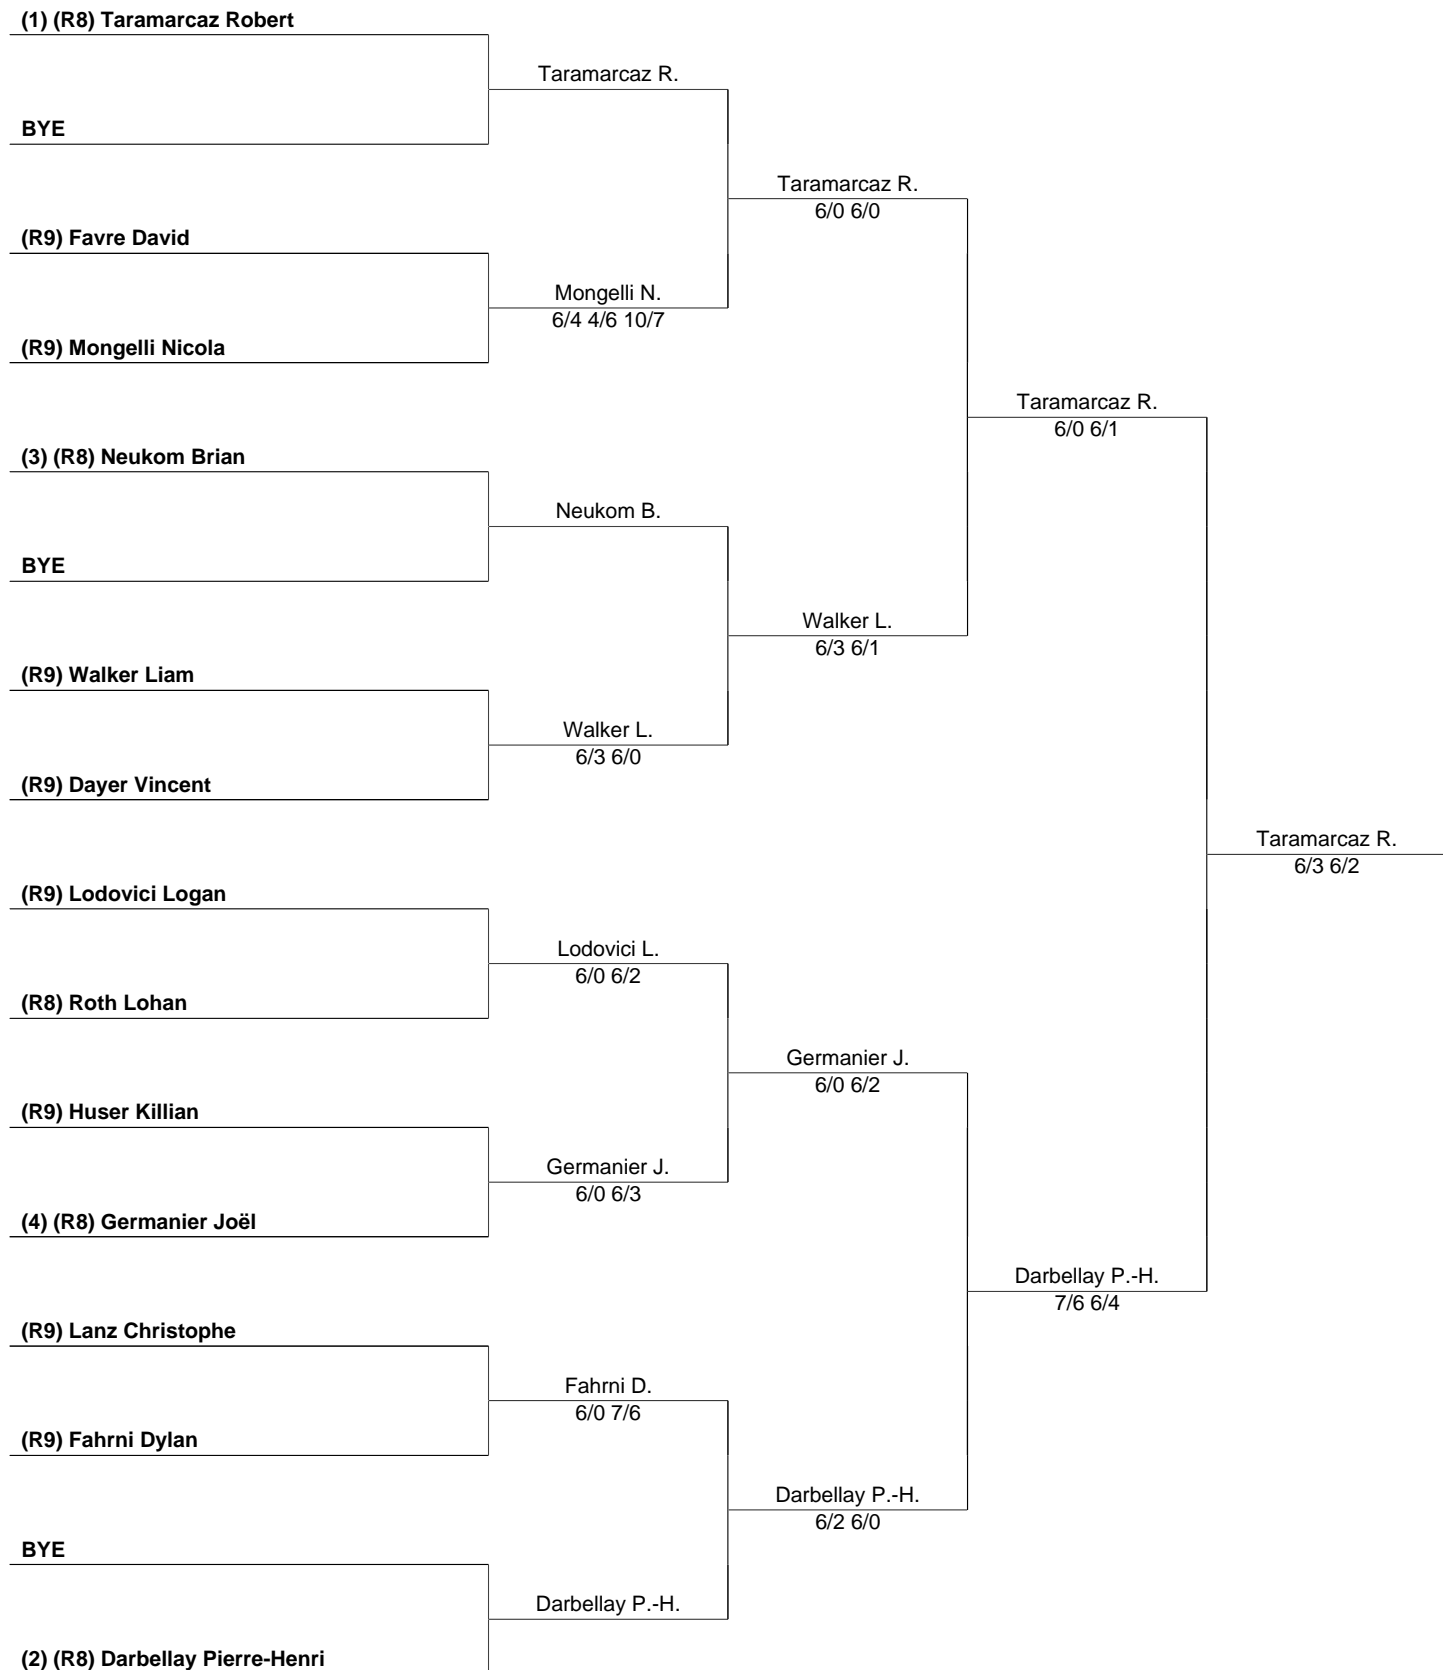 (1) (R8) Taramarcaz Robert
Taramarcaz R.
BYE
Taramarcaz R.
6/0 6/0
(R9) Favre David
Mongelli N.
6/4 4/6 10/7
(R9) Mongelli Nicola
Taramarcaz R.
6/0 6/1
(3) (R8) Neukom Brian
Neukom B.
BYE
Walker L.
6/3 6/1
(R9) Walker Liam
Walker L.
6/3 6/0
(R9) Dayer Vincent
Taramarcaz R.
6/3 6/2
(R9) Lodovici Logan
Lodovici L.
6/0 6/2
(R8) Roth Lohan
Germanier J.
6/0 6/2
(R9) Huser Killian
Germanier J.
6/0 6/3
(4) (R8) Germanier Joël
Darbellay P.-H.
7/6 6/4
(R9) Lanz Christophe
Fahrni D.
6/0 7/6
(R9) Fahrni Dylan
Darbellay P.-H.
6/2 6/0
BYE
Darbellay P.-H.
(2) (R8) Darbellay Pierre-Henri